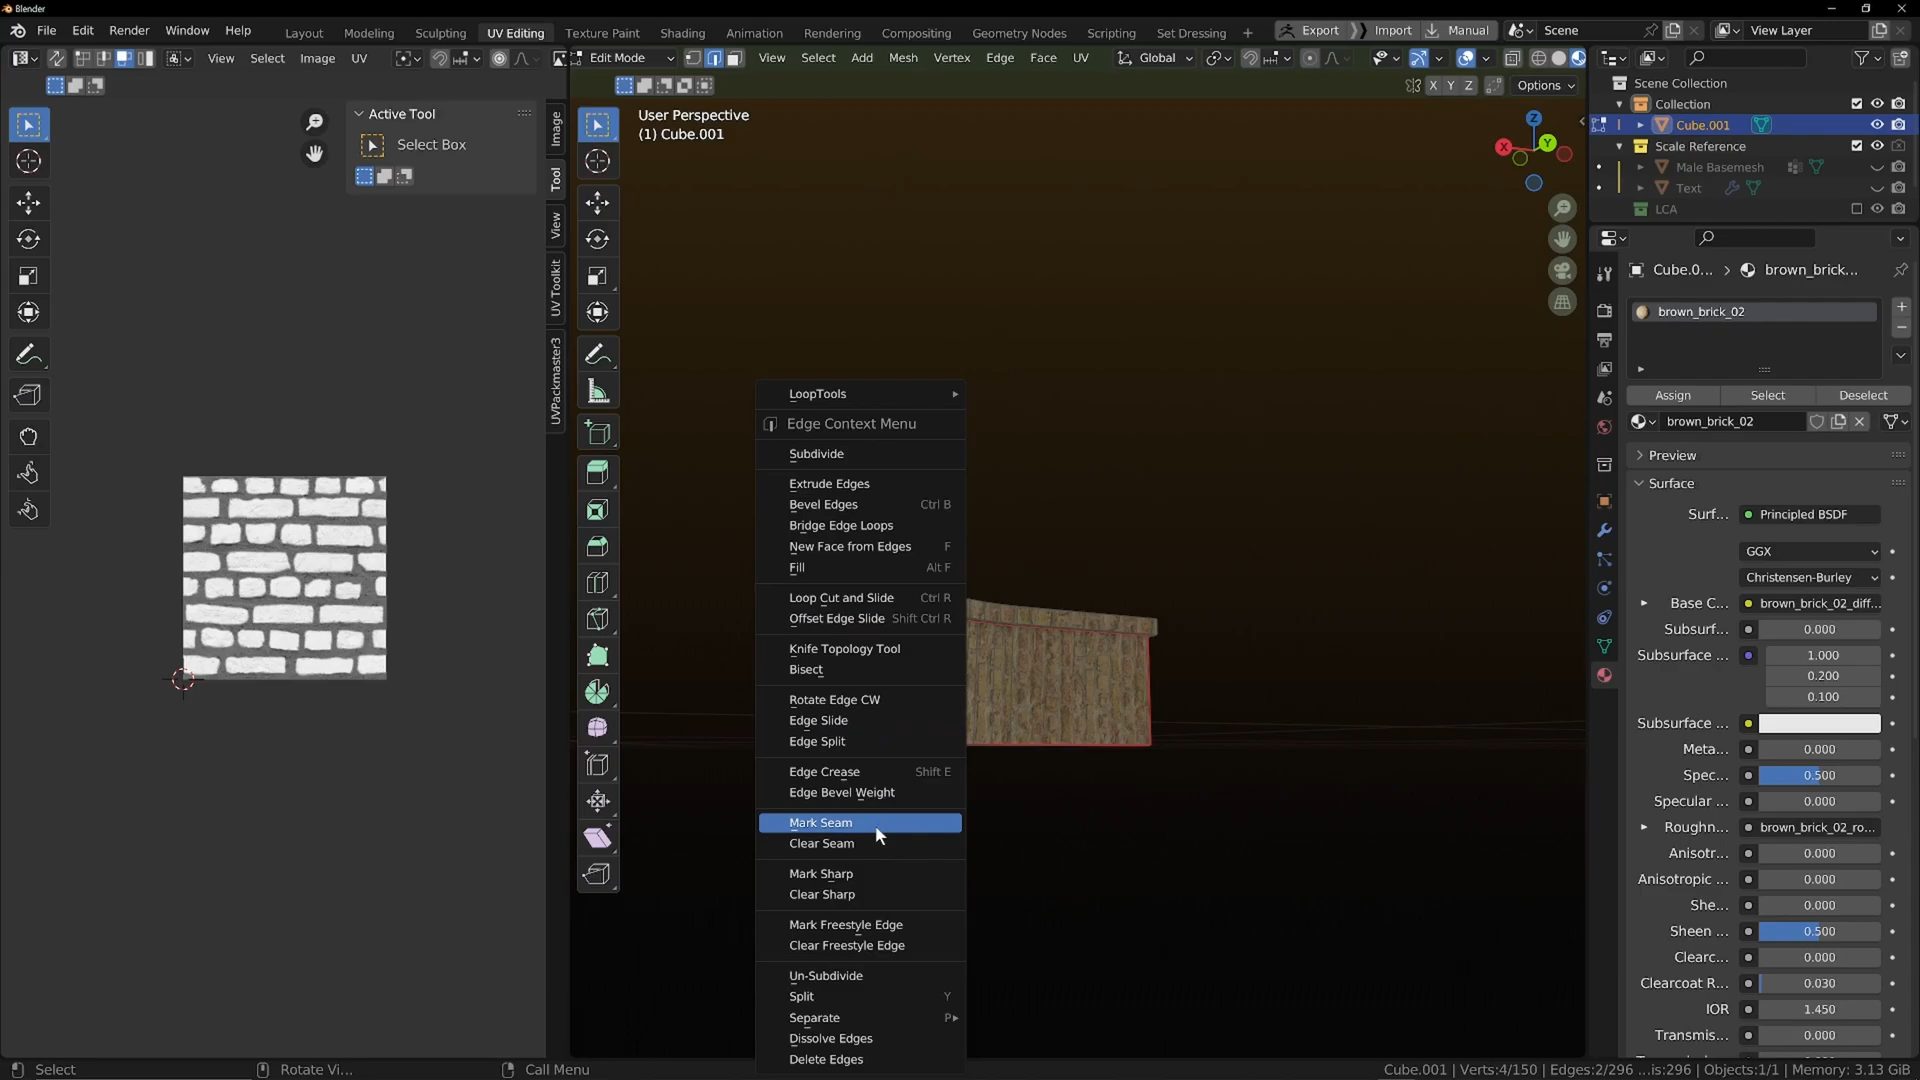 Blender
File Edit Render Window Help Layout Modeling Sculpting UV Editing Texture Paint Shading Animation Rendering Compositing Geometry Nodes Scripting Set Dressing + Export Import Manual Scene View Layer
View Select Image UV Edit Mode View Select Add Mesh Vertex Edge Face UV Global
X Y Z Options
Active Tool
Select Box
Image
Tool
View
UV Toolkit
UVPackmaster3
User Perspective
(1) Cube.001
Z
X
Y
LoopTools
Edge Context Menu
Subdivide
Extrude Edges
Bevel Edges Ctrl B
Bridge Edge Loops
New Face from Edges F
Fill Alt F
Loop Cut and Slide Ctrl R
Offset Edge Slide Shift Ctrl R
Knife Topology Tool
Bisect
Rotate Edge CW
Edge Slide
Edge Split
Edge Crease Shift E
Edge Bevel Weight
Mark Seam
Clear Seam
Mark Sharp
Clear Sharp
Mark Freestyle Edge
Clear Freestyle Edge
Un-Subdivide
Split Y
Separate P
Dissolve Edges
Delete Edges
Scene Collection
Collection
Cube.001
Scale Reference
Male Basemesh
Text
LCA
Cube.0... brown_brick...
brown_brick_02
Assign Select Deselect
brown_brick_02
Preview
Surface
Surf... Principled BSDF
GGX
Christensen-Burley
Base C... brown_brick_02_diff...
Subsurf... 0.000
Subsurface ... 1.000
0.200
0.100
Subsurface ...
Meta... 0.000
Spec... 0.500
Specular ... 0.000
Roughn... brown_brick_02_ro...
Anisotr... 0.000
Anisotropic ... 0.000
She... 0.000
Sheen ... 0.500
Clearc... 0.000
Clearcoat R... 0.030
IOR 1.450
Transmis... 0.000
Select Rotate Vi... Call Menu Cube.001 | Verts:4/150 | Edges:2/296 ...is:296 | Objects:1/1 | Memory: 3.13 GiB